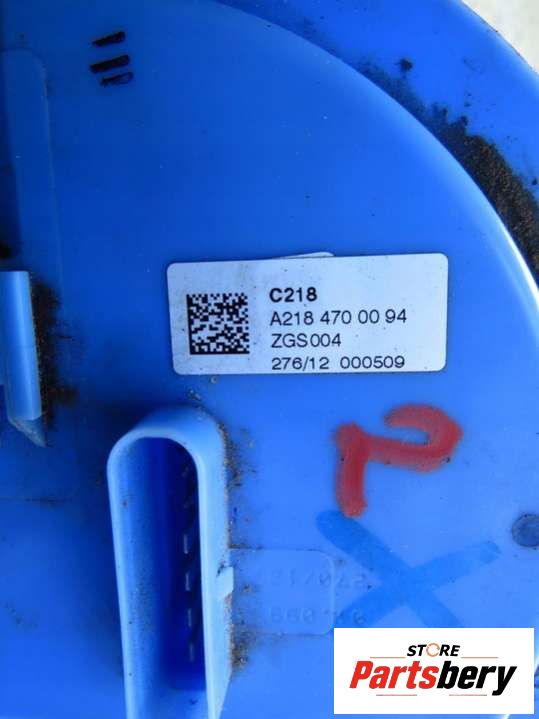 C218
A218 470 00 94
ZGS004
276/12 000509
STORE
Partsbery